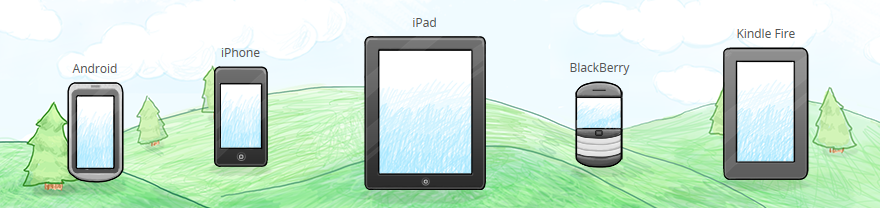 Android
iPhone
iPad
BlackBerry
Kindle Fire